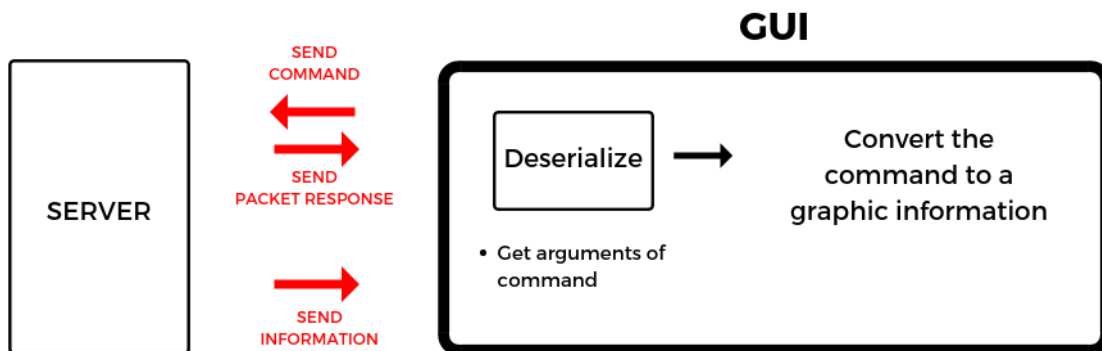 GUI
SEND
COMMAND
SEND
PACKET RESPONSE
SEND
INFORMATION
SERVER
Deserialize
• Get arguments of
command
Convert the
command to a
graphic information